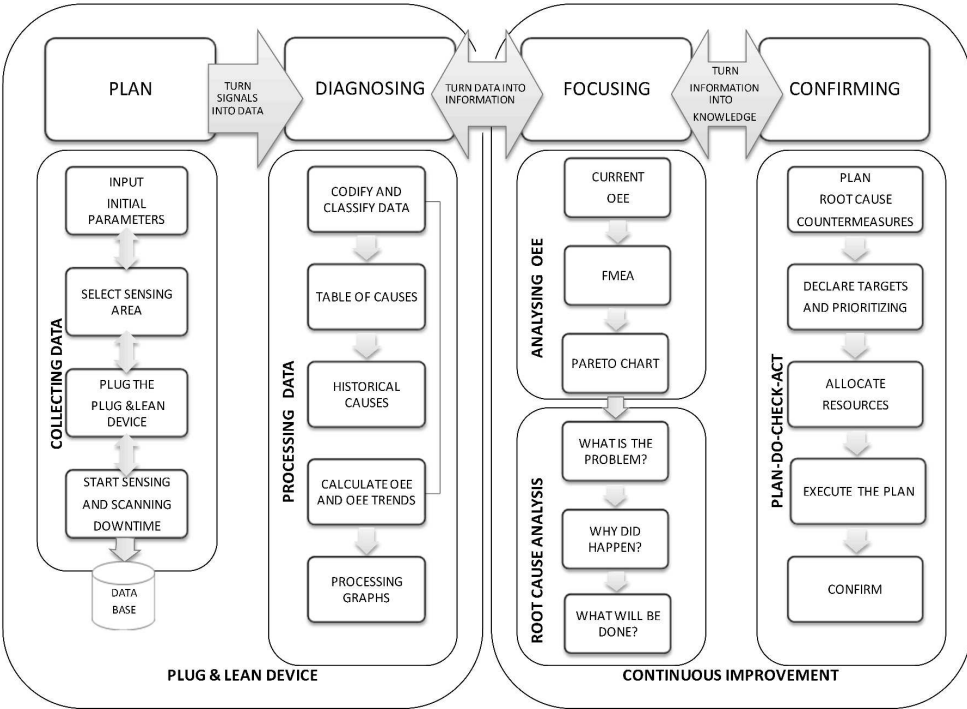 PLAN
TURN
SIGNALS
INTO DATA
DIAGNOSING
TURN DATA INTO
INFORMATION
FOCUSING
TURN
INFORMATION
INTO
KNOWLEDGE
CONFIRMING
COLLECTING DATA
INPUT
INITIAL
PARAMETERS
SELECT SENSING
AREA
PLUG THE
PLUG &LEAN
DEVICE
START SENSING
AND SCANNING
DOWNTIME
DATA
BASE
PROCESSING DATA
CODIFY AND
CLASSIFY DATA
TABLE OF CAUSES
HISTORICAL
CAUSES
CALCULATE OEE
AND OEE TRENDS
PROCESSING
GRAPHS
PLUG & LEAN DEVICE
ANALYSING OEE
CURRENT
OEE
FMEA
PARETO CHART
ROOT CAUSE ANALYSIS
WHAT IS THE
PROBLEM?
WHY DID
HAPPEN?
WHAT WILL BE
DONE?
PLAN-DO-CHECK-ACT
PLAN
ROOT CAUSE
COUNTERMEASURES
DECLARE TARGETS
AND PRIORITIZING
ALLOCATE
RESOURCES
EXECUTE THE PLAN
CONFIRM
CONTINUOUS IMPROVEMENT